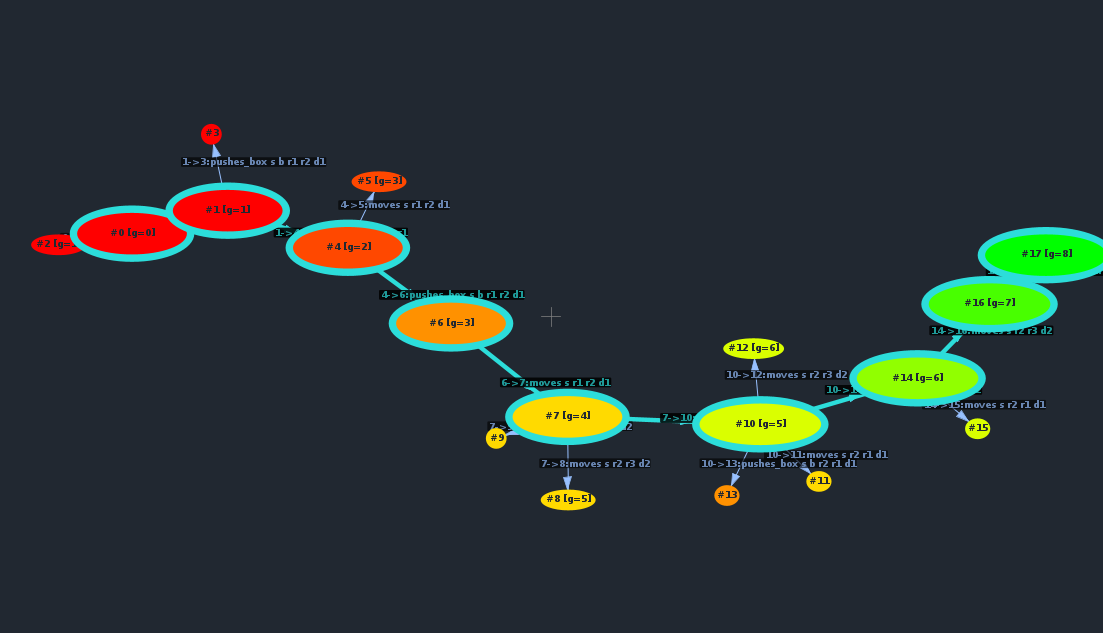 #3
1->3:pushes_box s b r1 r2 d1
#5 [g=3]
4->5:moves s r1 r2 d1
#1 [g=1]
#0 [g=0]
#2 [g=
#4 [g=2]
#17 [g=8]
4->6:pushes_box s b r1 r2 d1
#16 [g=7]
#6 [g=3]
14->16:moves s r2 r3 d2
#12 [g=6]
10->12:moves s r2 r3 d2
#14 [g=6]
6->7:moves s r1 r2 d1
14->15:moves s r2 r1 d1
#7 [g=4]
7->10
#10 [g=5]
#15
#9
10->11:moves s r2 r1 d1
7->8:moves s r2 r3 d2
10->13:pushes_box s b r2 r1 d1
#11
#13
#8 [g=5]